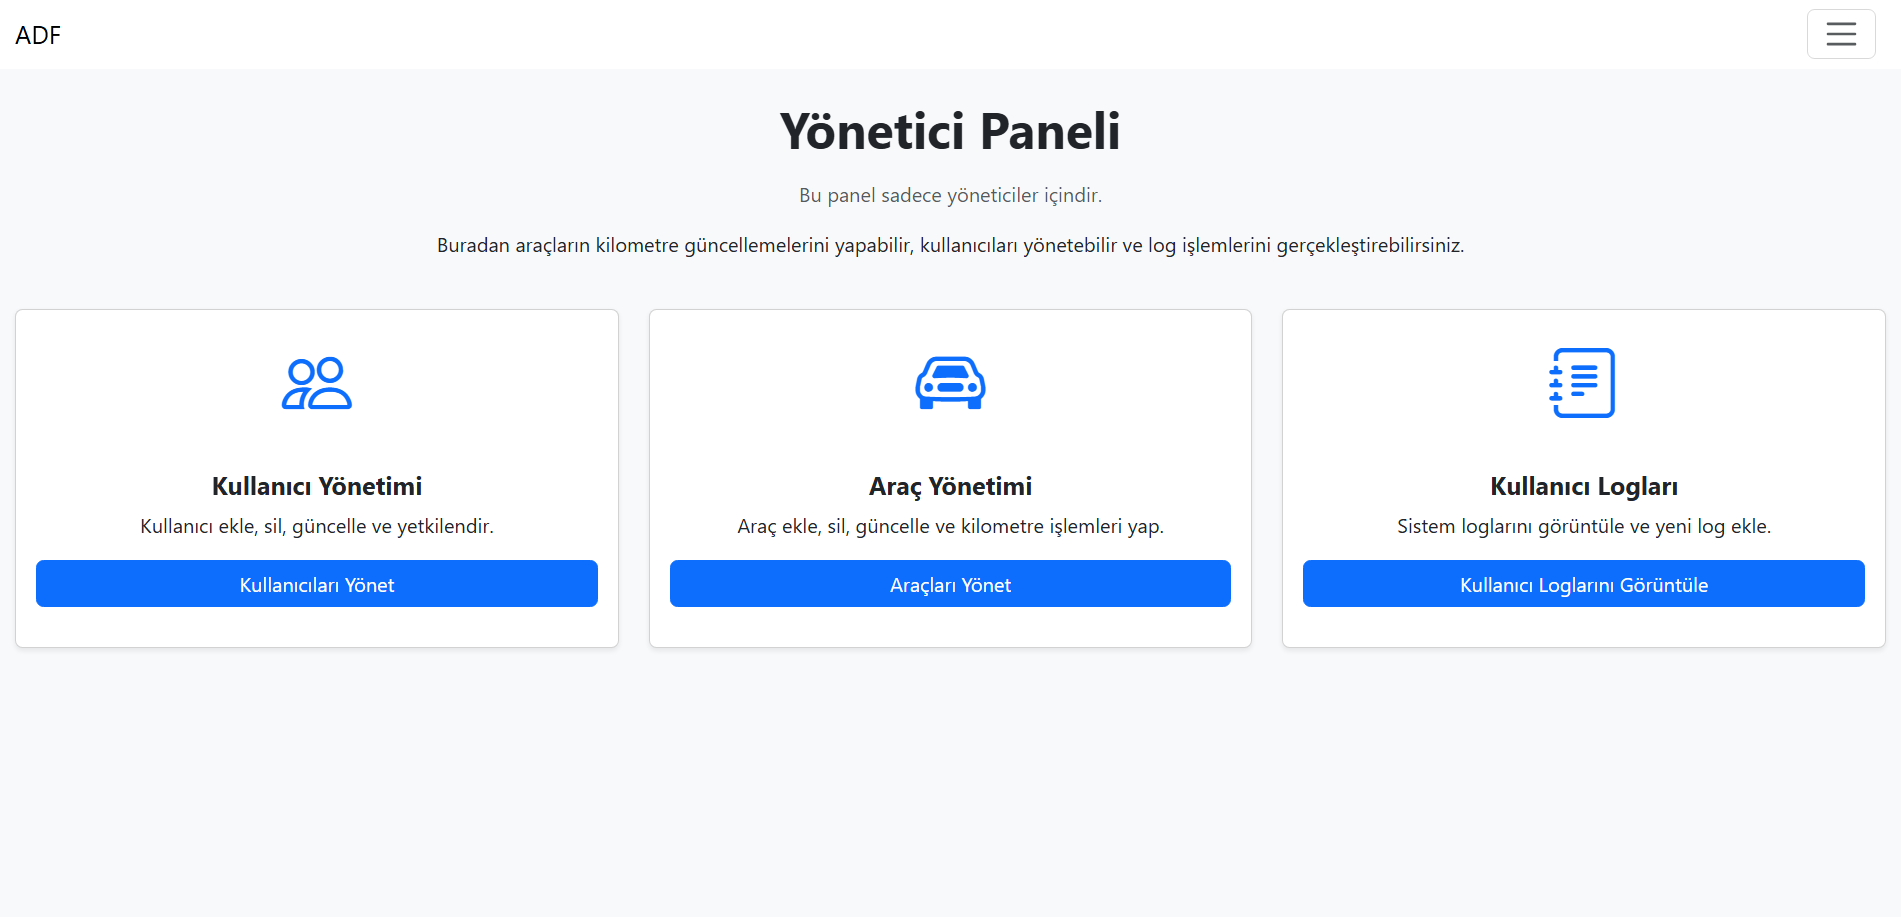 ADF
Yönetici Paneli
Bu panel sadece yöneticiler içindir.
Buradan araçların kilometre güncellemelerini yapabilir, kullanıcıları yönetebilir ve log işlemlerini gerçekleştirebilirsiniz.
Kullanıcı Yönetimi
Kullanıcı ekle, sil, güncelle ve yetkilendir.
Kullanıcıları Yönet
Araç Yönetimi
Araç ekle, sil, güncelle ve kilometre işlemleri yap.
Araçları Yönet
Kullanıcı Logları
Sistem loglarını görüntüle ve yeni log ekle.
Kullanıcı Loglarını Görüntüle